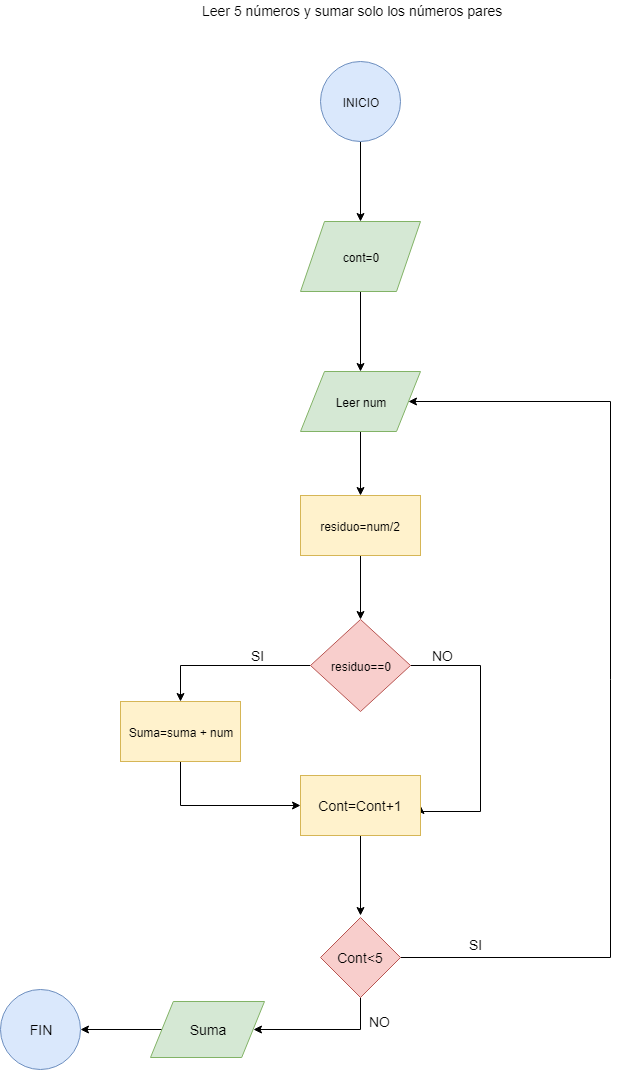 Leer 5 números y sumar solo los números pares
INICIO
cont=0
Leer num
residuo=num/2
residuo==0
SI
NO
Suma=suma + num
Cont=Cont+1
Cont<5
SI
NO
Suma
FIN